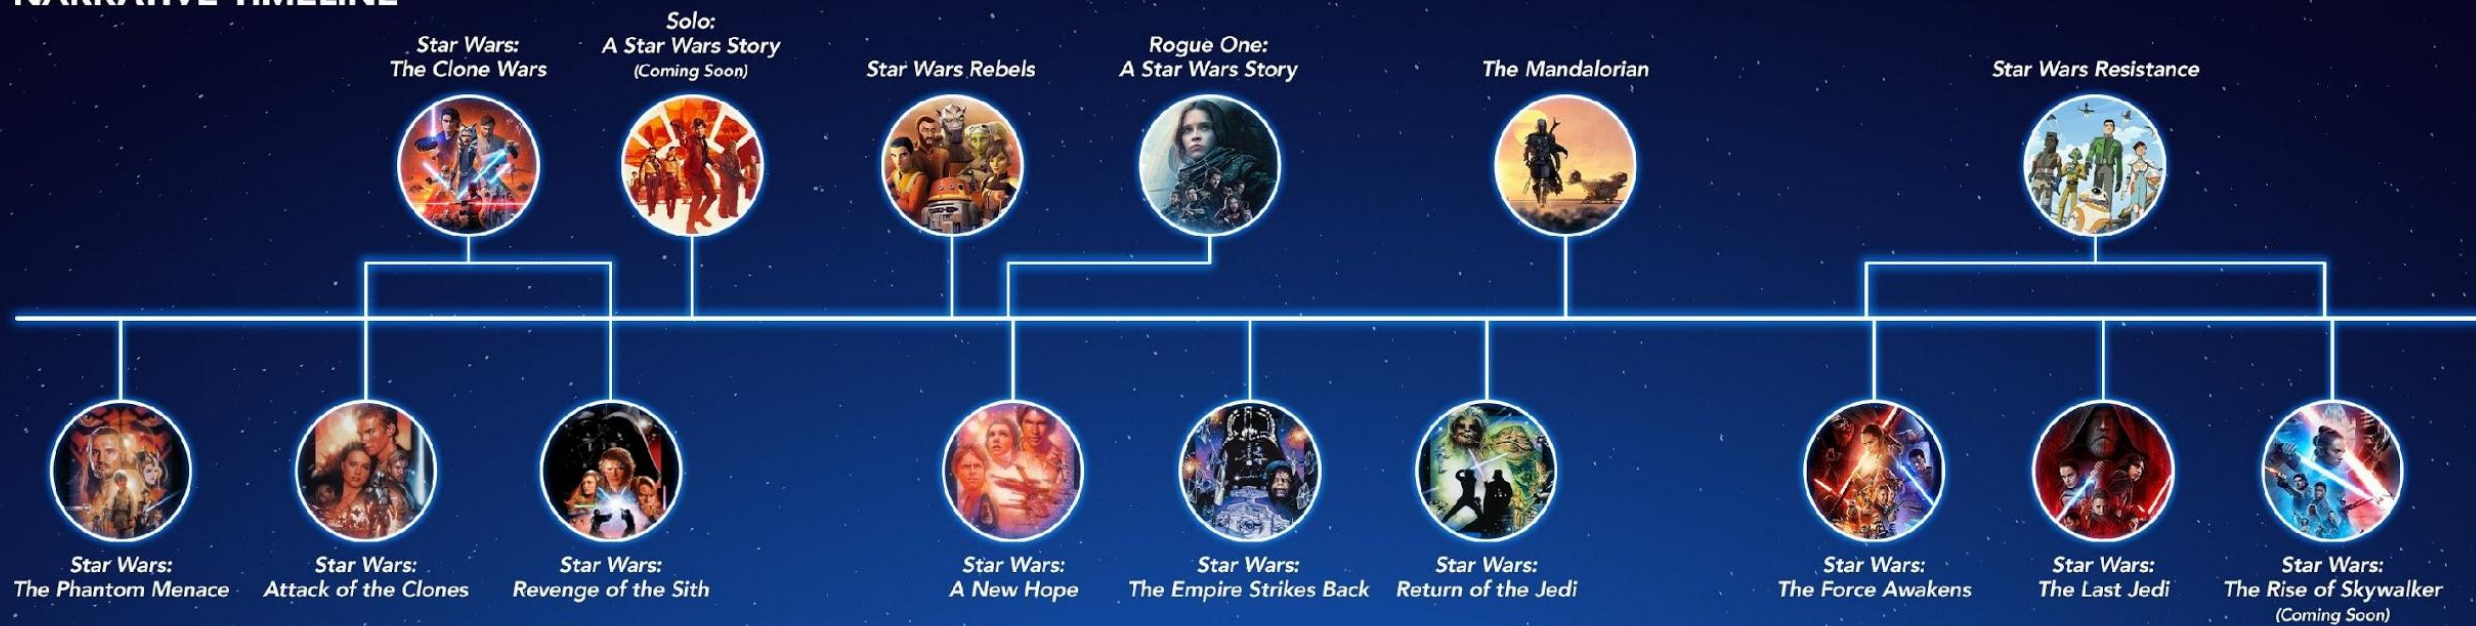 NARRATIVE TIMELINE
Star Wars:
The Clone Wars
Solo:
A Star Wars Story
(Coming Soon)
Star Wars Rebels
Rogue One:
A Star Wars Story
The Mandalorian
Star Wars Resistance
Star Wars:
The Phantom Menace
Star Wars:
Attack of the Clones
Star Wars:
Revenge of the Sith
Star Wars:
A New Hope
Star Wars:
The Empire Strikes Back
Star Wars:
Return of the Jedi
Star Wars:
The Force Awakens
Star Wars:
The Last Jedi
Star Wars:
The Rise of Skywalker
(Coming Soon)